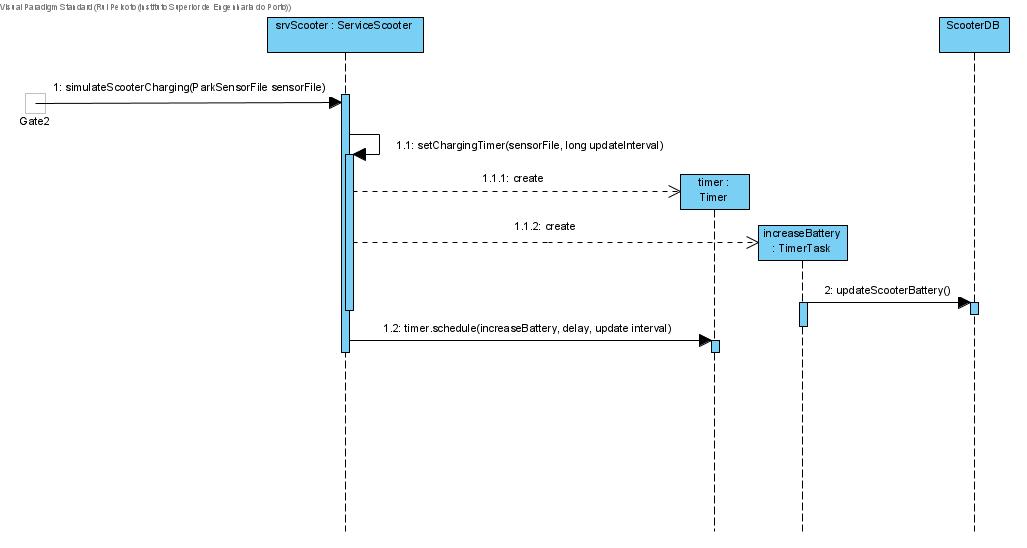 Visual Paradigm Standard (Rui Peixoto(Instituto Superior de Engenharia do Porto))
srvScooter : ServiceScooter
ScooterDB
1: simulateScooterCharging(ParkSensorFile sensorFile)
Gate2
1.1: setChargingTimer(sensorFile, long updateInterval)
1.1.1: create
timer :
Timer
1.1.2: create
increaseBattery
: TimerTask
2: updateScooterBattery()
1.2: timer.schedule(increaseBattery, delay, update interval)